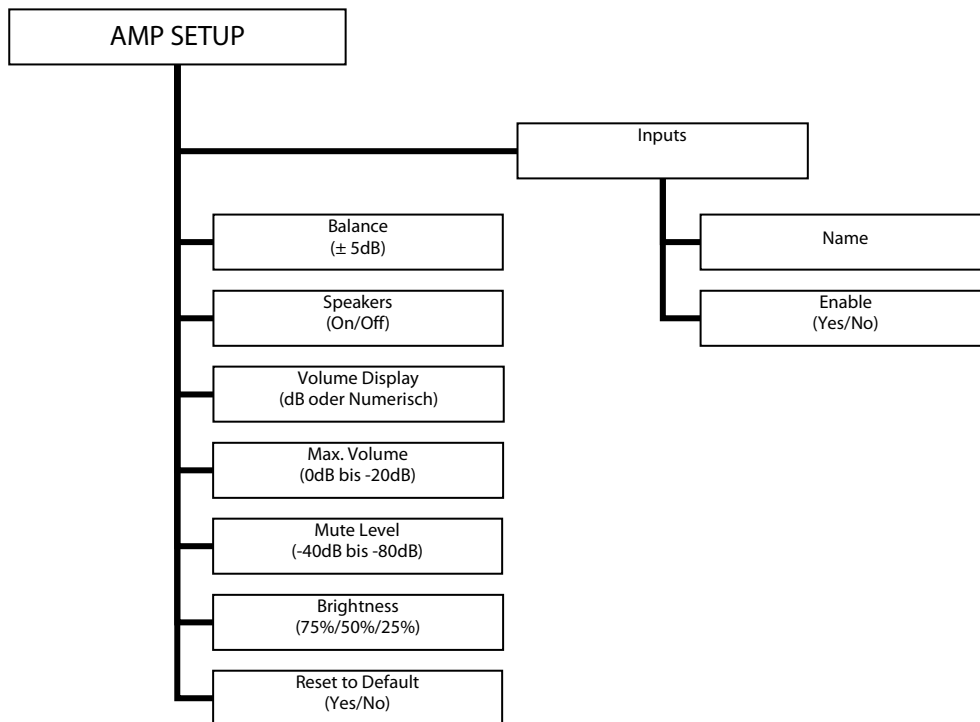 AMP SETUP
Inputs
Name
Enable
(Yes/No)
Balance
(± 5dB)
Speakers
(On/Off)
Volume Display
(dB oder Numerisch)
Max. Volume
(0dB bis -20dB)
Mute Level
(-40dB bis -80dB)
Brightness
(75%/50%/25%)
Reset to Default
(Yes/No)